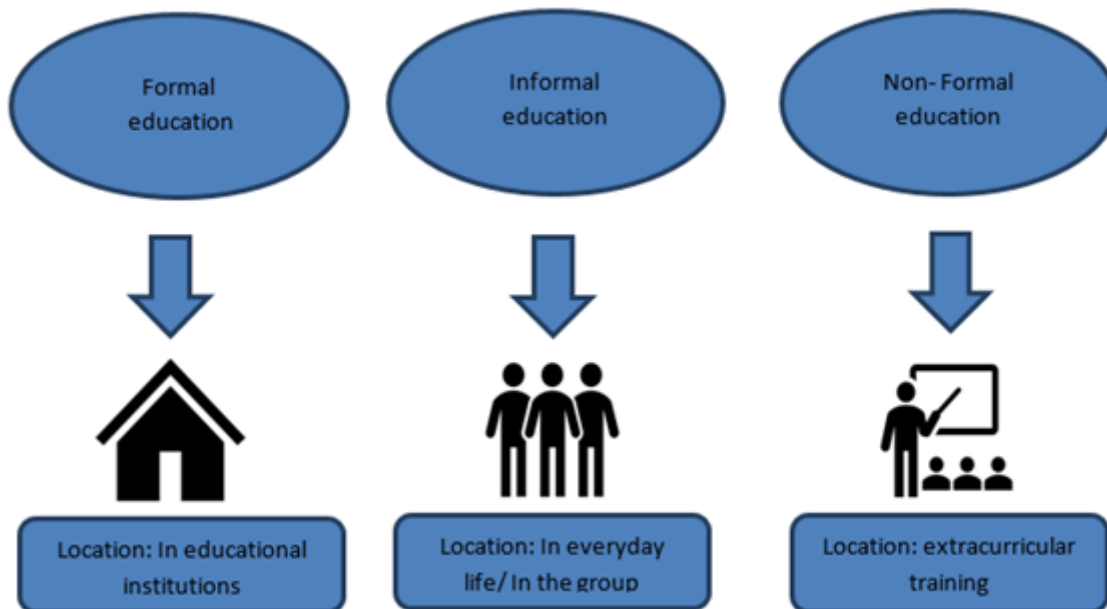 Formal
education
Informal
education
Non- Formal
education
Location: In educational
institutions
Location: In everyday
life/ In the group
Location: extracurricular
training